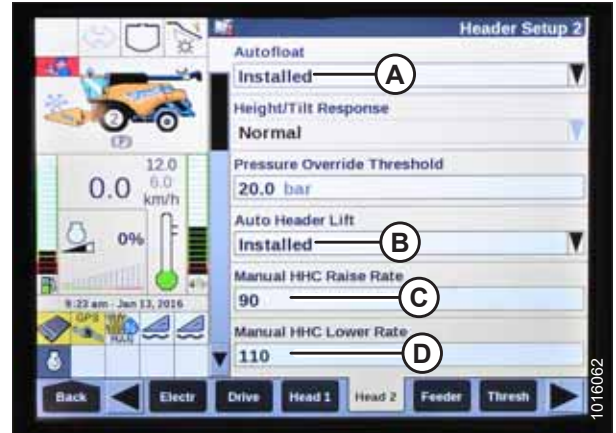 Header Setup 2
Autofloat
Installed
A
Height/Tilt Response
Normal
Pressure Override Threshold
20.0 bar
Auto Header Lift
Installed
B
Manual HHC Raise Rate
90
C
Manual HHC Lower Rate
110
D
2
(P)
12.0
6.0
0.0
km/h
0%
9:23 am - Jan 13, 2016
GPS
Back
Electr
Drive
Head 1
Head 2
Feeder
Thresh
1016062